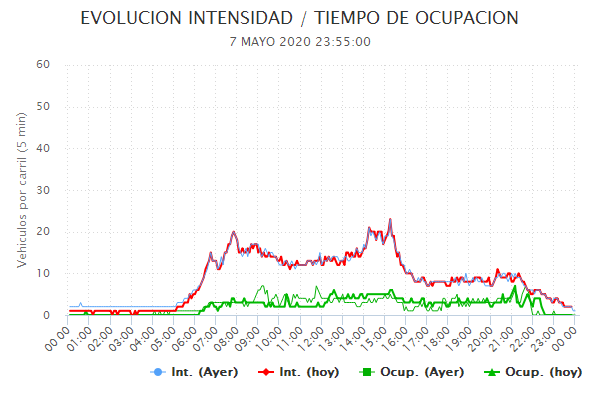 EVOLUCION INTENSIDAD / TIEMPO DE OCUPACION
7 MAYO 2020 23:55:00
Vehiculos por carril (5 min)
60
50
40
30
20
10
0
00:00 01:00 02:00 03:00 04:00 05:00 06:00 07:00 08:00 09:00 10:00 11:00 12:00 13:00 14:00 15:00 16:00 17:00 18:00 19:00 20:00 21:00 22:00 23:00 00:00
Int. (Ayer) Int. (hoy) Ocup. (Ayer) Ocup. (hoy)